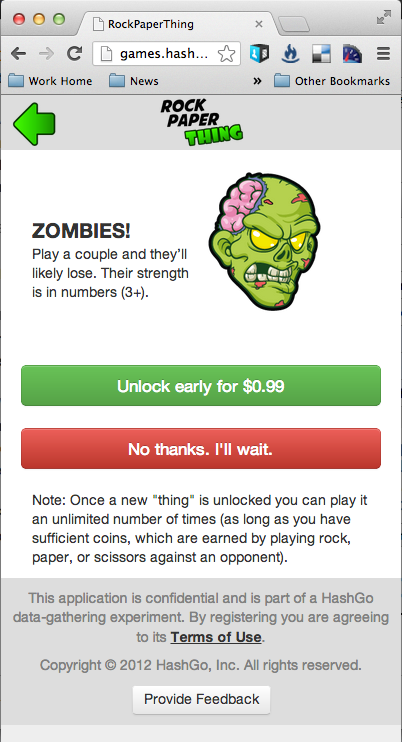 RockPaperThing
games.hash...
Work Home
News
»
Other Bookmarks
ROCK
PAPER
THING
ZOMBIES!
Play a couple and they'll
likely lose. Their strength
is in numbers (3+).
Unlock early for $0.99
No thanks. I'll wait.
Note: Once a new "thing" is unlocked you can play it
an unlimited number of times (as long as you have
sufficient coins, which are earned by playing rock,
paper, or scissors against an opponent).
This application is confidential and is part of a HashGo
data-gathering experiment. By registering you are agreeing
to its Terms of Use.
Copyright © 2012 HashGo, Inc. All rights reserved.
Provide Feedback